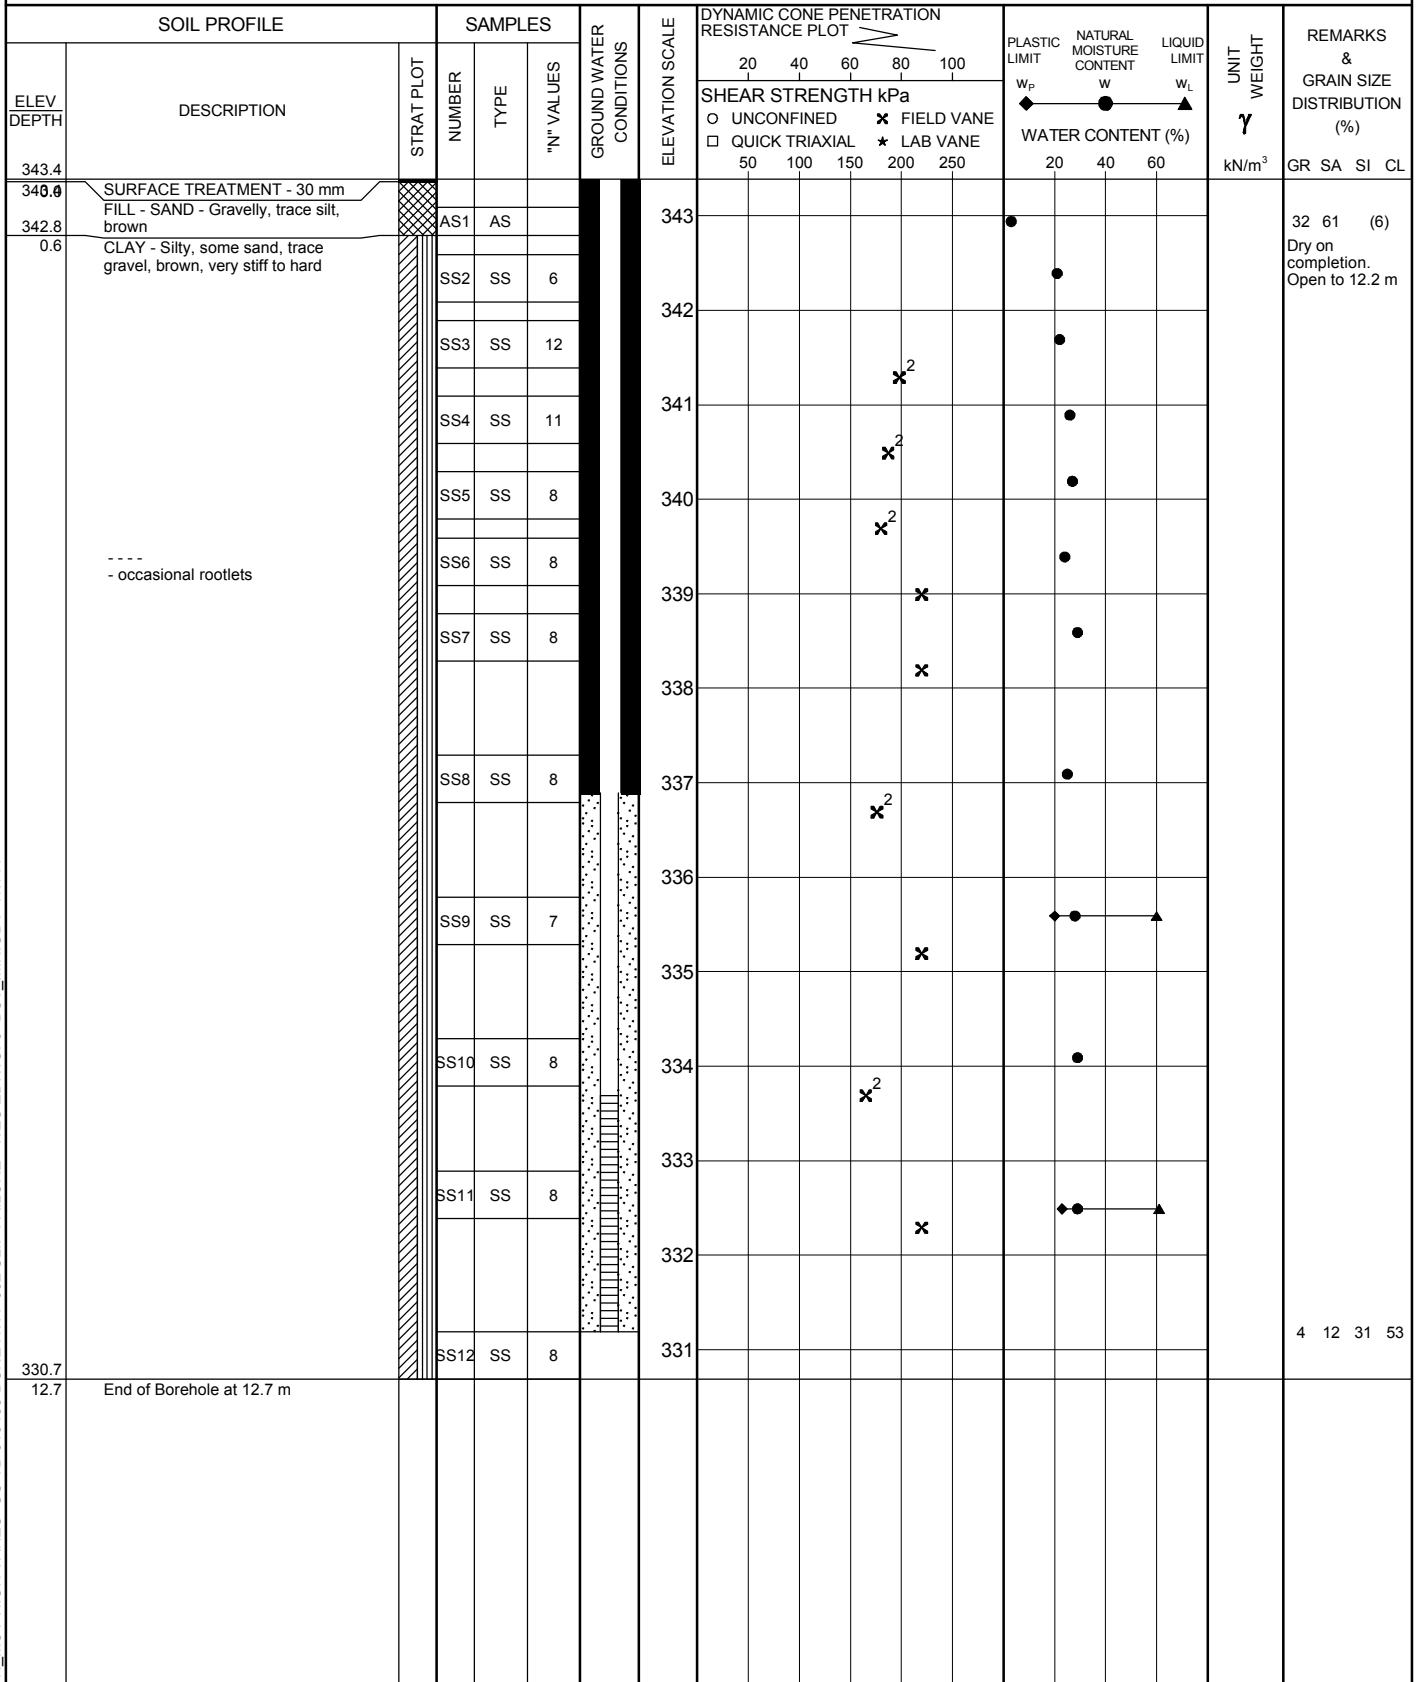 SOIL PROFILE
SAMPLES
GROUND WATER
CONDITIONS
ELEVATION SCALE
DYNAMIC CONE PENETRATION
RESISTANCE PLOT
20 40 60 80 100
SHEAR STRENGTH kPa
○ UNCONFINED ✖ FIELD VANE
□ QUICK TRIAXIAL ★ LAB VANE
50 100 150 200 250
PLASTIC
LIMIT
NATURAL
MOISTURE
CONTENT
LIQUID
LIMIT
wP w wL
WATER CONTENT (%)
20 40 60
UNIT
WEIGHT
γ
kN/m³
REMARKS
&
GRAIN SIZE
DISTRIBUTION
(%)
GR SA SI CL
ELEV
DEPTH
DESCRIPTION
STRAT PLOT
NUMBER
TYPE
"N" VALUES
343.4
SURFACE TREATMENT - 30 mm
FILL - SAND - Gravelly, trace silt,
brown
342.8
0.6
CLAY - Silty, some sand, trace
gravel, brown, very stiff to hard
AS1 AS
343
32 61 (6)
Dry on
completion.
Open to 12.2 m
SS2 SS 6
342
SS3 SS 12
2
341
SS4 SS 11
2
SS5 SS 8
340
2
- - - -
- occasional rootlets
SS6 SS 8
339
SS7 SS 8
338
SS8 SS 8
337
2
336
SS9 SS 7
335
SS10 SS 8
334
2
333
SS11 SS 8
332
4 12 31 53
SS12 SS 8
331
330.7
12.7
End of Borehole at 12.7 m